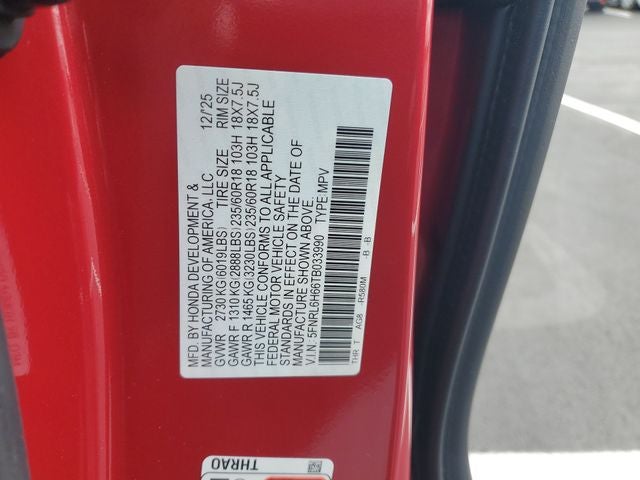 MFD. BY HONDA DEVELOPMENT &
MANUFACTURING OF AMERICA, LLC 12/'25
GVWR 2730 KG(6019LBS) TIRE SIZE RIM SIZE
GAWR F 1310 KG(2888LBS) 235/60R18 103H 18X7.5J
GAWR R 1465 KG(3230LBS) 235/60R18 103H 18X7.5J
THIS VEHICLE CONFORMS TO ALL APPLICABLE
FEDERAL MOTOR VEHICLE SAFETY
STANDARDS IN EFFECT ON THE DATE OF
MANUFACTURE SHOWN ABOVE.
V.I.N. 5FNRL6H66TB033990 TYPE:MPV
THR T AG8 -R580M -B -B
THRAO